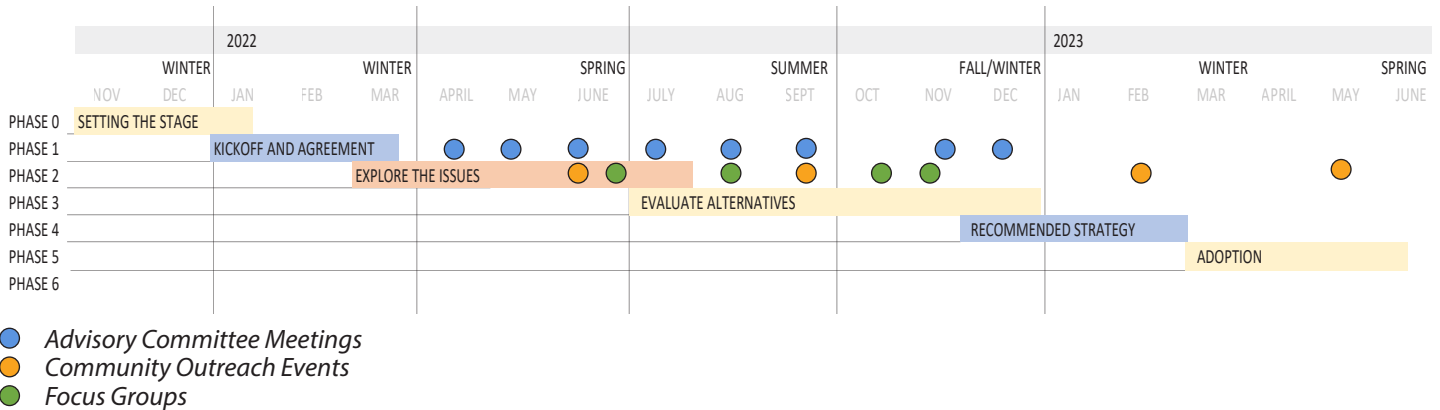 2022 2023
WINTER WINTER SPRING SUMMER FALL/WINTER WINTER SPRING
NOV DEC JAN FEB MAR APRIL MAY JUNE JULY AUG SEPT OCT NOV DEC JAN FEB MAR APRIL MAY JUNE
PHASE 0 SETTING THE STAGE
PHASE 1 KICKOFF AND AGREEMENT
PHASE 2 EXPLORE THE ISSUES
PHASE 3 EVALUATE ALTERNATIVES
PHASE 4 RECOMMENDED STRATEGY
PHASE 5 ADOPTION
PHASE 6
Advisory Committee Meetings
Community Outreach Events
Focus Groups